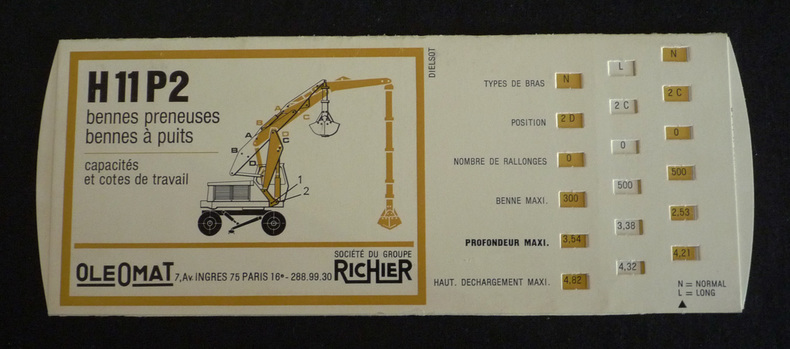 H11P2
bennes preneuses
bennes à puits
capacités
et cotes de travail
A
B
C
D
A
B
C
D
B
D
1
2
OLEOMAT 7, Av. INGRES 75 PARIS 16e - 288.99.30
SOCIÉTÉ DU GROUPE
RICHIER
DIELSOT
TYPES DE BRAS N L N
POSITION 2 D 2 C 2 C
NOMBRE DE RALLONGES 0 0 0
BENNE MAXI. 300 500 500
PROFONDEUR MAXI. 3,54 3,38 2,53
HAUT. DECHARGEMENT MAXI. 4,82 4,32 4,21
N = NORMAL
L = LONG